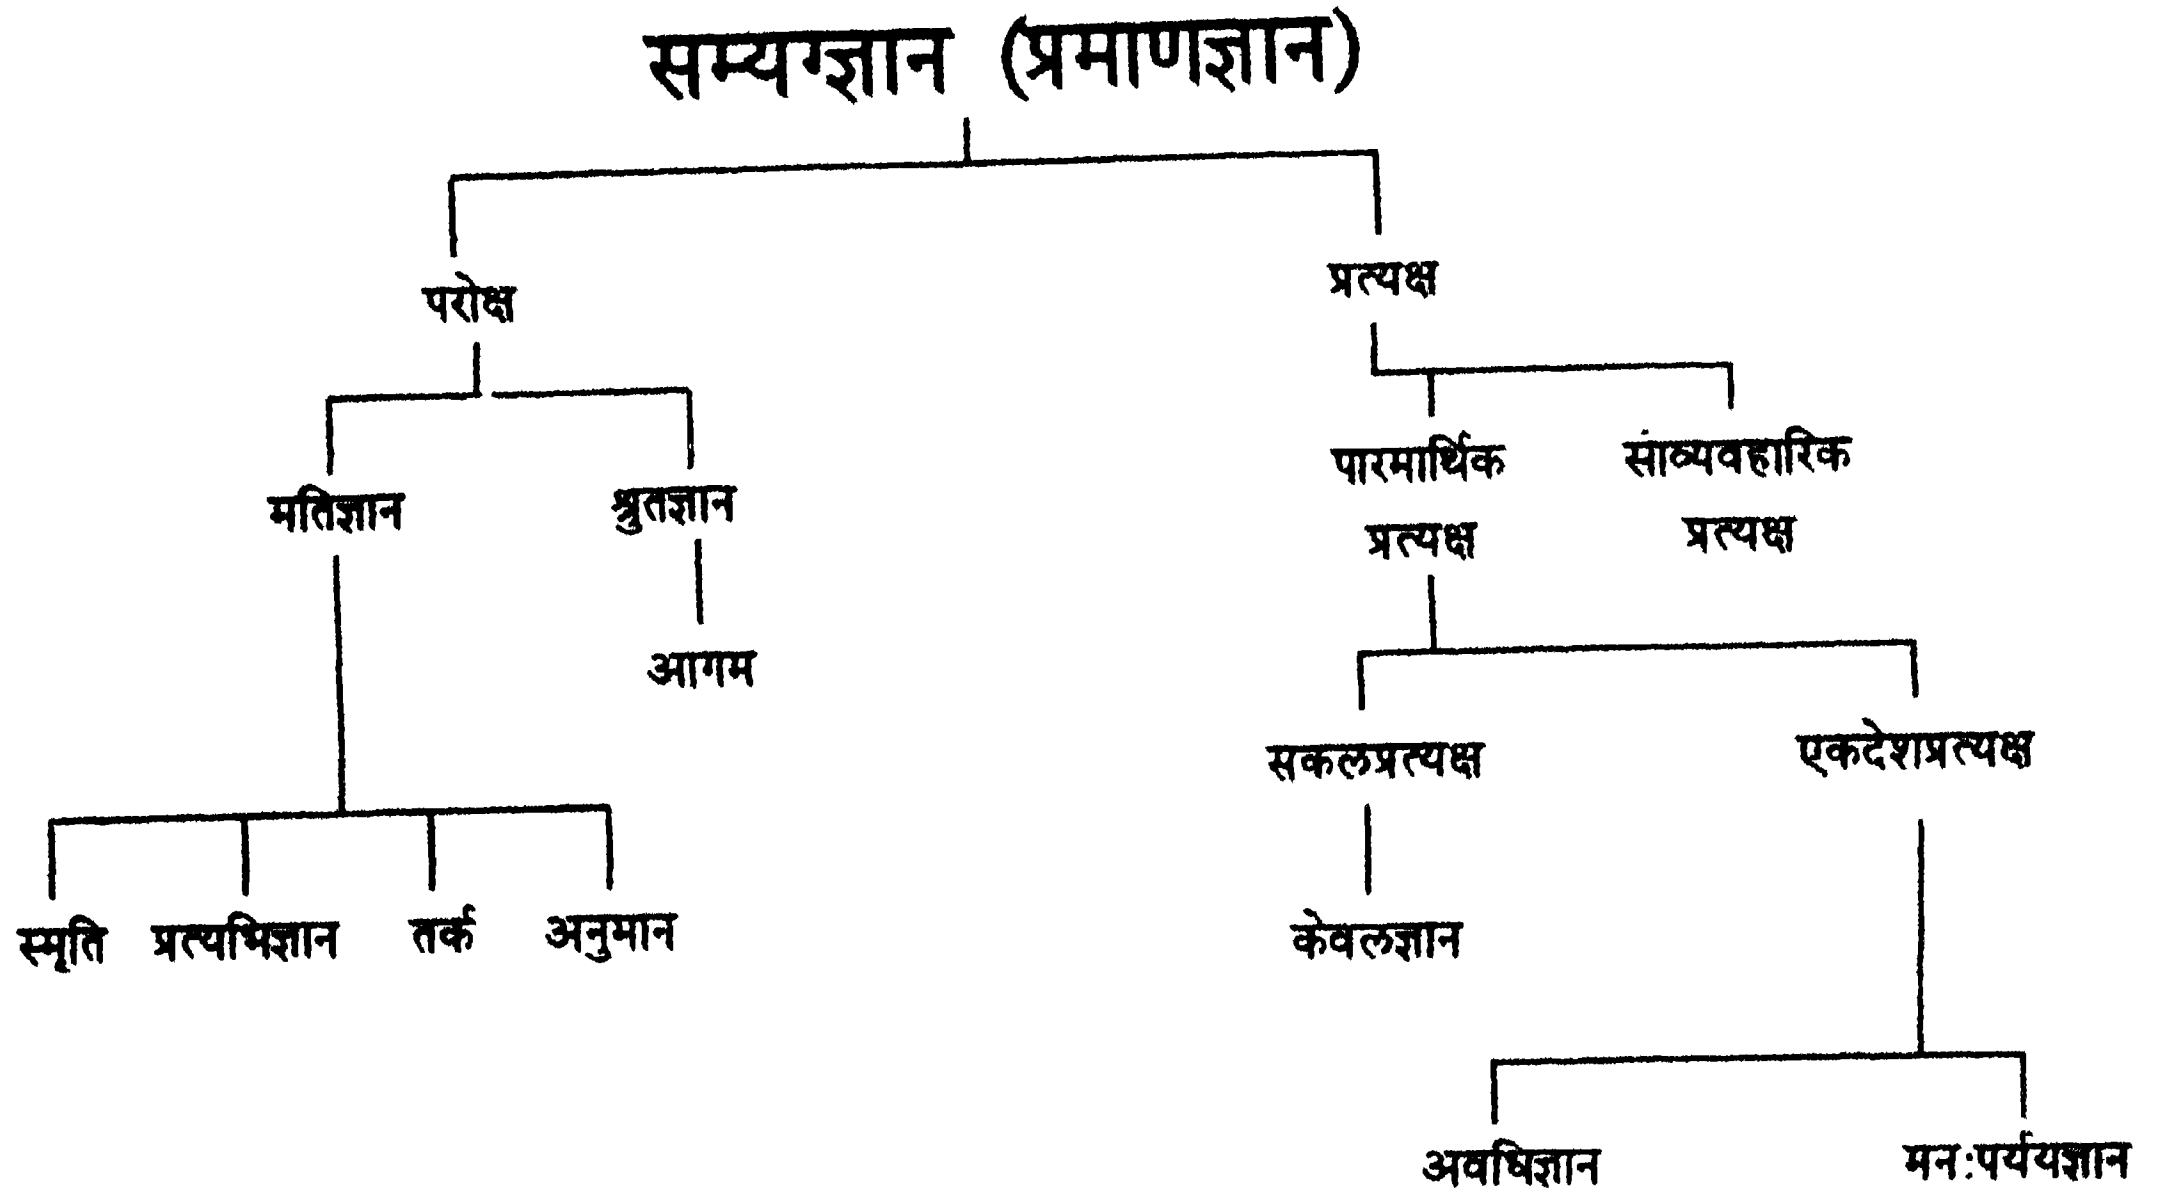 सम्यग्ज्ञान (प्रमाणज्ञान)
परोक्ष प्रत्यक्ष
पारमार्थिक सांव्यवहारिक
प्रत्यक्ष प्रत्यक्ष
मतिज्ञान श्रुतज्ञान
आगम
सकलप्रत्यक्ष एकदेशप्रत्यक्ष
स्मृति प्रत्यभिज्ञान तर्क अनुमान
केवलज्ञान
अवधिज्ञान मन:पर्ययज्ञान